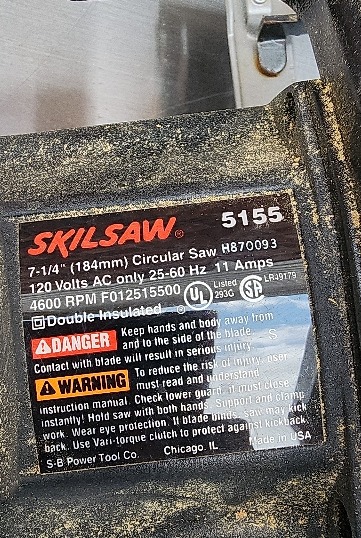 SKILSAW® 5155
7-1/4" (184mm) Circular Saw H870093
120 Volts AC only 25-60 Hz 11 Amps
4600 RPM F012515500 UL Listed 293G SA LR49179
Double Insulated
DANGER Keep hands and body away from
and to the side of the blade.
Contact with blade will result in serious injury.
WARNING To reduce the risk of injury, user
must read and understand
instruction manual. Check lower guard, it must close
instantly! Hold saw with both hands. Support and clamp
work. Wear eye protection. If blade binds, saw may kick
back. Use Vari-torque clutch to protect against kickback.
S-B Power Tool Co. Chicago, IL Made in USA